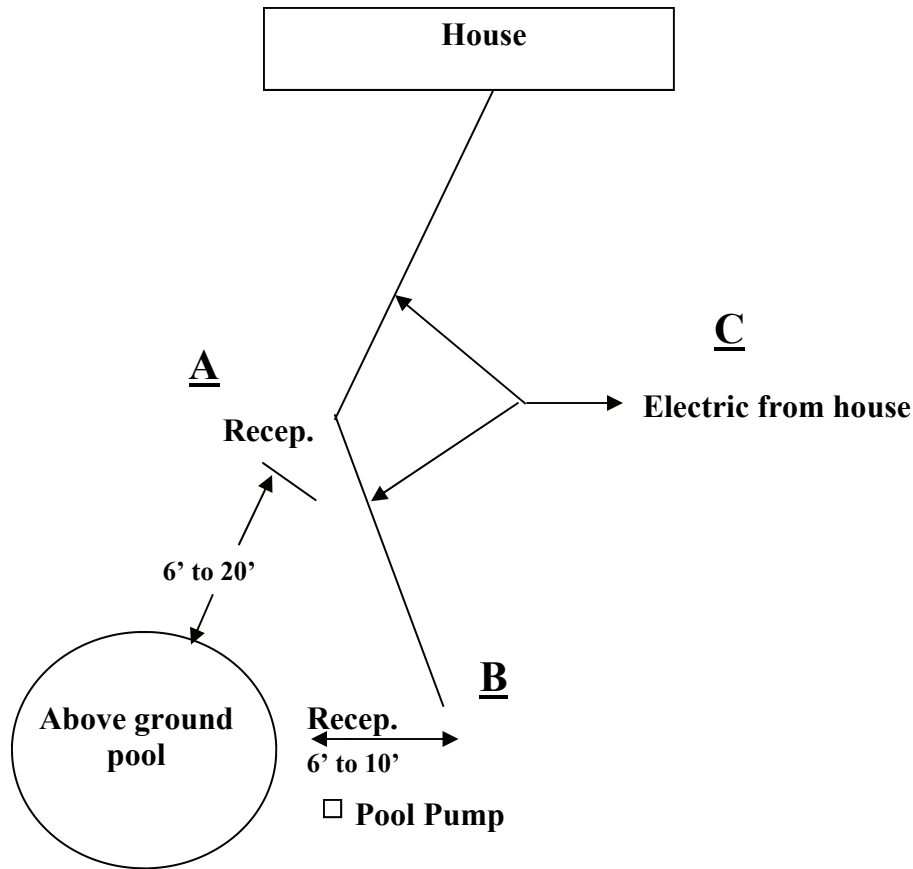 House
C
Electric from house
A
Recep.
6’ to 20’
B
Above ground
pool
Recep.
6’ to 10’
Pool Pump